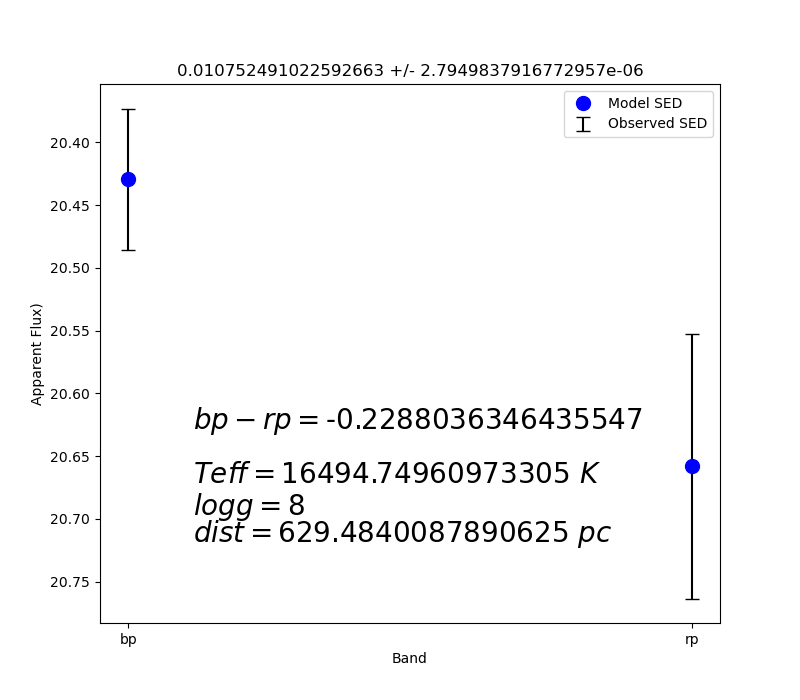 0.010752491022592663 +/- 2.7949837916772957e-06
Model SED
Observed SED
20.40
20.45
20.50
20.55
20.60
20.65
20.70
20.75
Apparent Flux)
bp − rp = -0.2288036346435547
Teff = 16494.74960973305 K
logg = 8
dist = 629.4840087890625 pc
bp
rp
Band